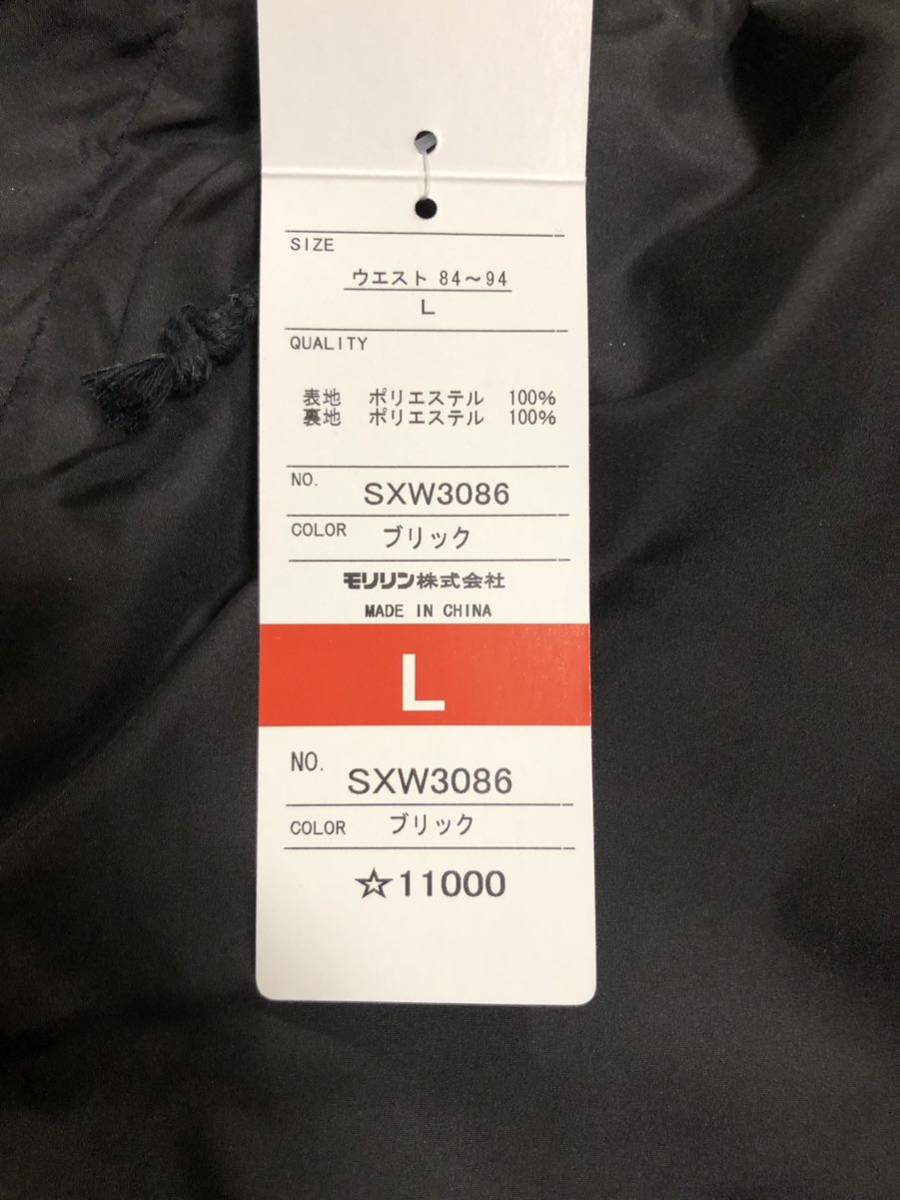 SIZE
ウエスト 84～94
L
QUALITY
表地 ポリエステル 100%
裏地 ポリエステル 100%
NO. SXW3086
COLOR ブリック
モリリン株式会社
MADE IN CHINA
L
NO. SXW3086
COLOR ブリック
☆11000